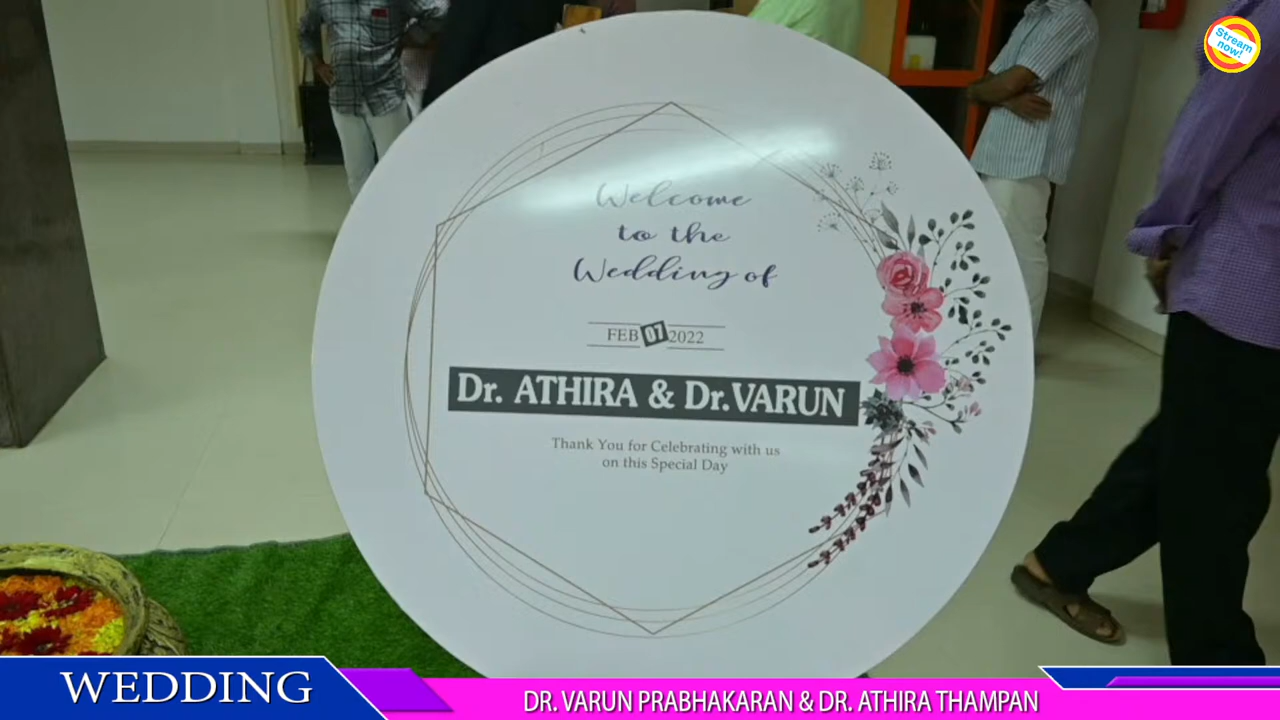 Stream
now!
Welcome
to the
Wedding of
FEB 07 2022
Dr. ATHIRA & Dr.VARUN
Thank You for Celebrating with us
on this Special Day
WEDDING
DR. VARUN PRABHAKARAN & DR. ATHIRA THAMPAN